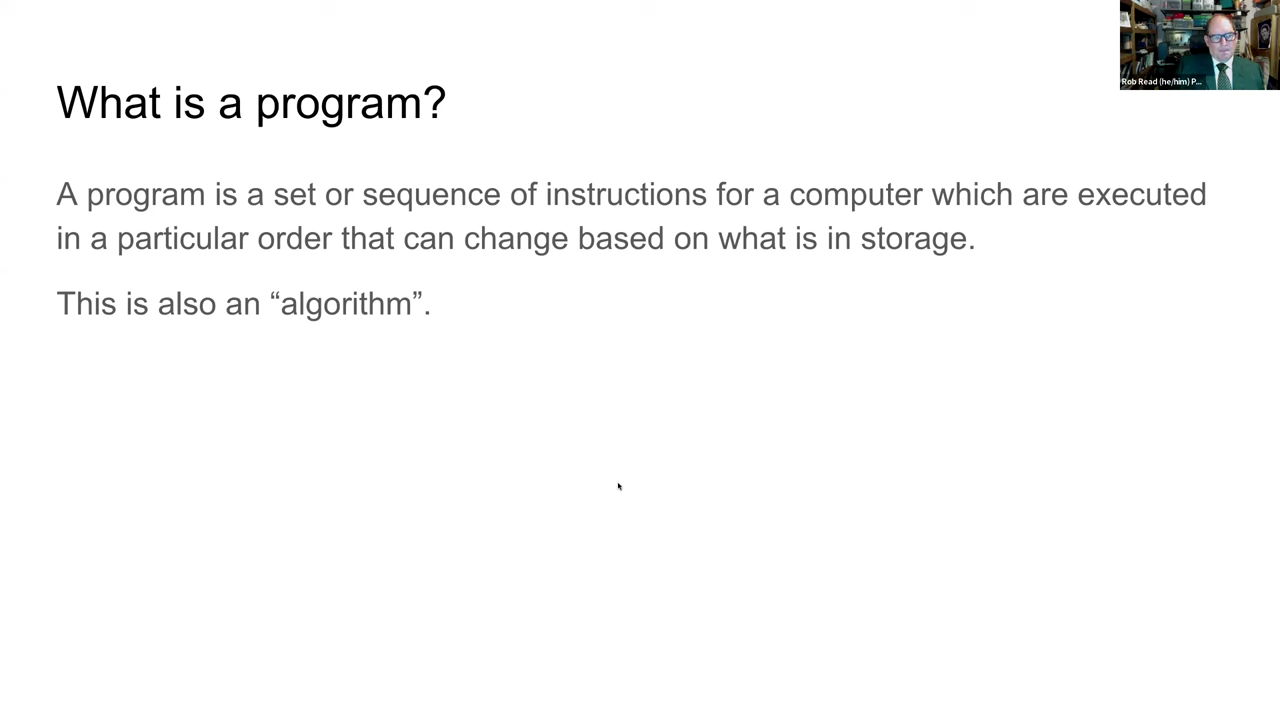 What is a program?
A program is a set or sequence of instructions for a computer which are executed
in a particular order that can change based on what is in storage.
This is also an “algorithm”.
Rob Read (he/him) P...